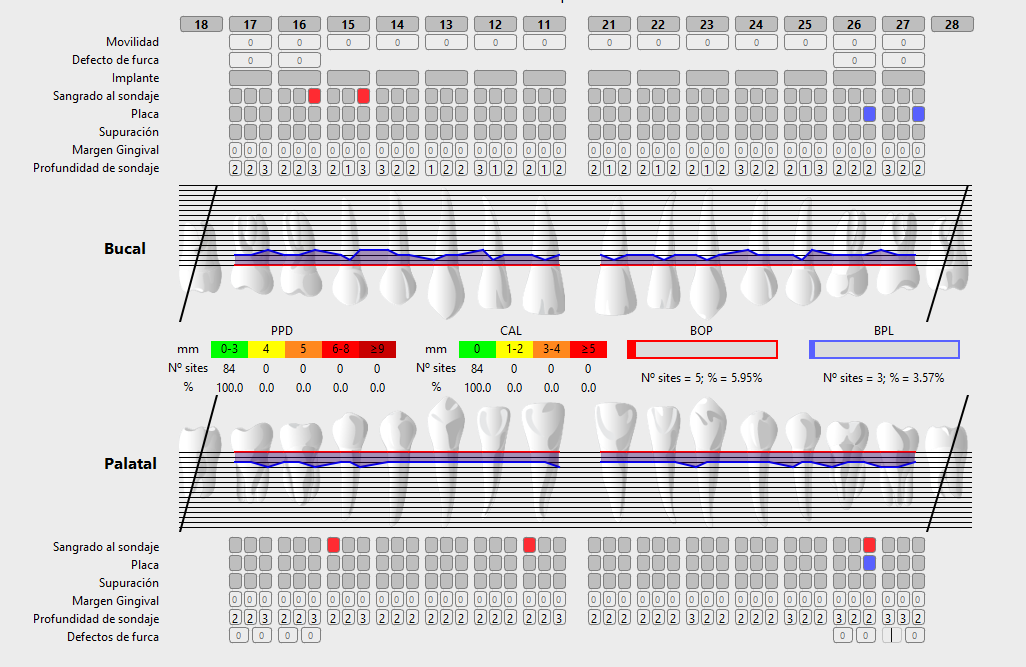 18 17 16 15 14 13 12 11 21 22 23 24 25 26 27 28
Movilidad 0 0 0 0 0 0 0 0 0 0 0 0 0 0
Defecto de furca 0 0 0 0
Implante
Sangrado al sondaje
Placa
Supuración
Margen Gingival 0 0 0 0 0 0 0 0 0 0 0 0 0 0 0 0 0 0 0 0 0 0 0 0 0 0 0 0 0 0 0 0 0 0 0 0 0 0 0 0 0 0
Profundidad de sondaje 2 2 3 2 2 3 2 1 3 3 2 2 1 2 2 3 1 2 2 1 2 2 1 2 2 1 2 2 1 2 3 2 2 2 1 3 2 2 2 3 2 2
Bucal
PPD CAL BOP BPL
mm 0-3 4 5 6-8 ≥9 mm 0 1-2 3-4 ≥5
Nº sites 84 0 0 0 0 Nº sites 84 0 0 0
% 100.0 0.0 0.0 0.0 0.0 % 100.0 0.0 0.0 0.0
Nº sites = 5; % = 5.95% Nº sites = 3; % = 3.57%
Palatal
Sangrado al sondaje
Placa
Supuración
Margen Gingival 0 0 0 0 0 0 0 0 0 0 0 0 0 0 0 0 0 0 0 0 0 0 0 0 0 0 0 0 0 0 0 0 0 0 0 0 0 0 0 0 0 0
Profundidad de sondaje 2 2 3 2 2 3 2 2 3 2 2 2 2 2 2 2 2 2 2 2 3 2 2 2 2 2 2 3 2 2 2 2 2 3 2 2 3 2 2 3 3 2
Defectos de furca 0 0 0 0 0 0 0